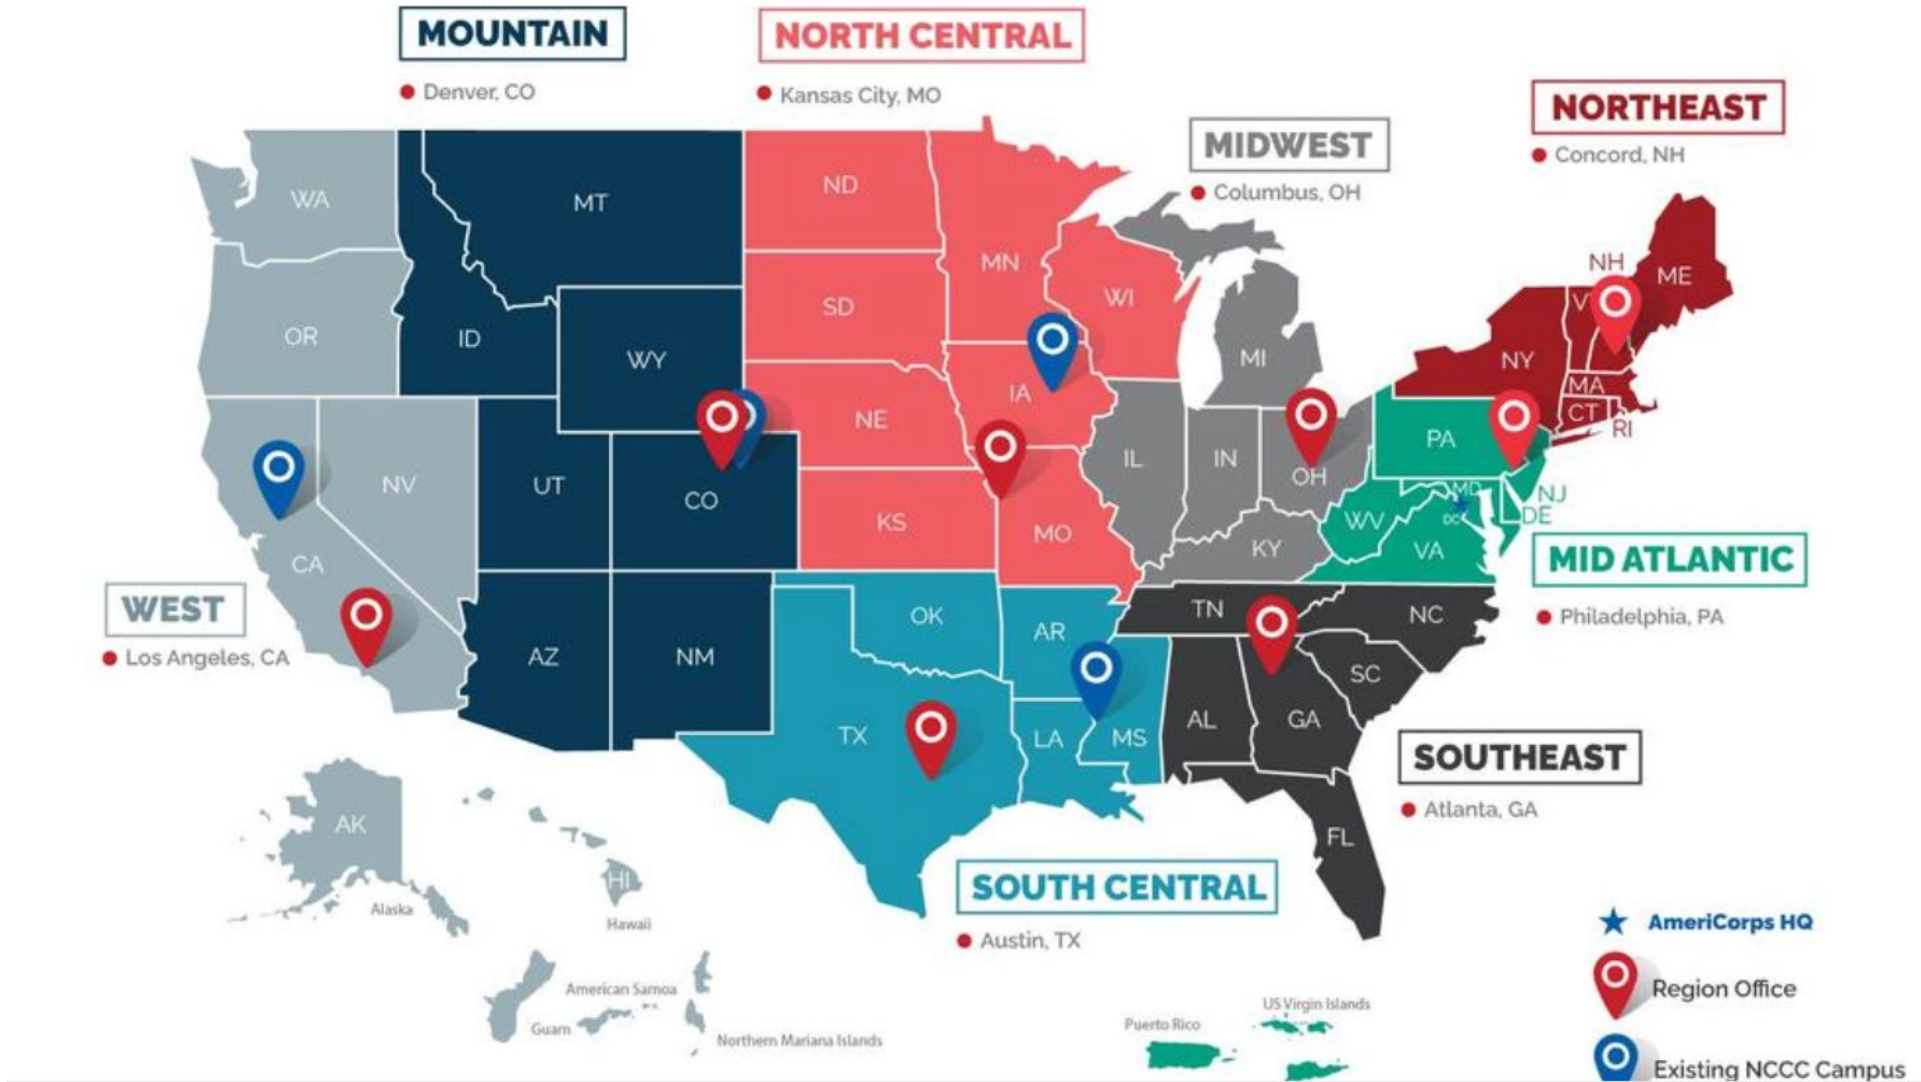 MOUNTAIN
Denver, CO
NORTH CENTRAL
Kansas City, MO
MIDWEST
Columbus, OH
NORTHEAST
Concord, NH
WA
MT
ND
MN
OR
ID
WY
SD
WI
MI
NH
ME
V
NY
MA
CT
RI
NE
IA
PA
NV
UT
CO
KS
MO
IL
IN
OH
KY
WV
VA
MD
DC
NJ
DE
CA
MID ATLANTIC
Philadelphia, PA
WEST
Los Angeles, CA
AZ
NM
OK
AR
TN
NC
SC
TX
LA
MS
AL
GA
FL
SOUTHEAST
Atlanta, GA
SOUTH CENTRAL
Austin, TX
AK
Alaska
HI
Hawaii
American Samoa
Guam
Northern Mariana Islands
Puerto Rico
US Virgin Islands
AmeriCorps HQ
Region Office
Existing NCCC Campus